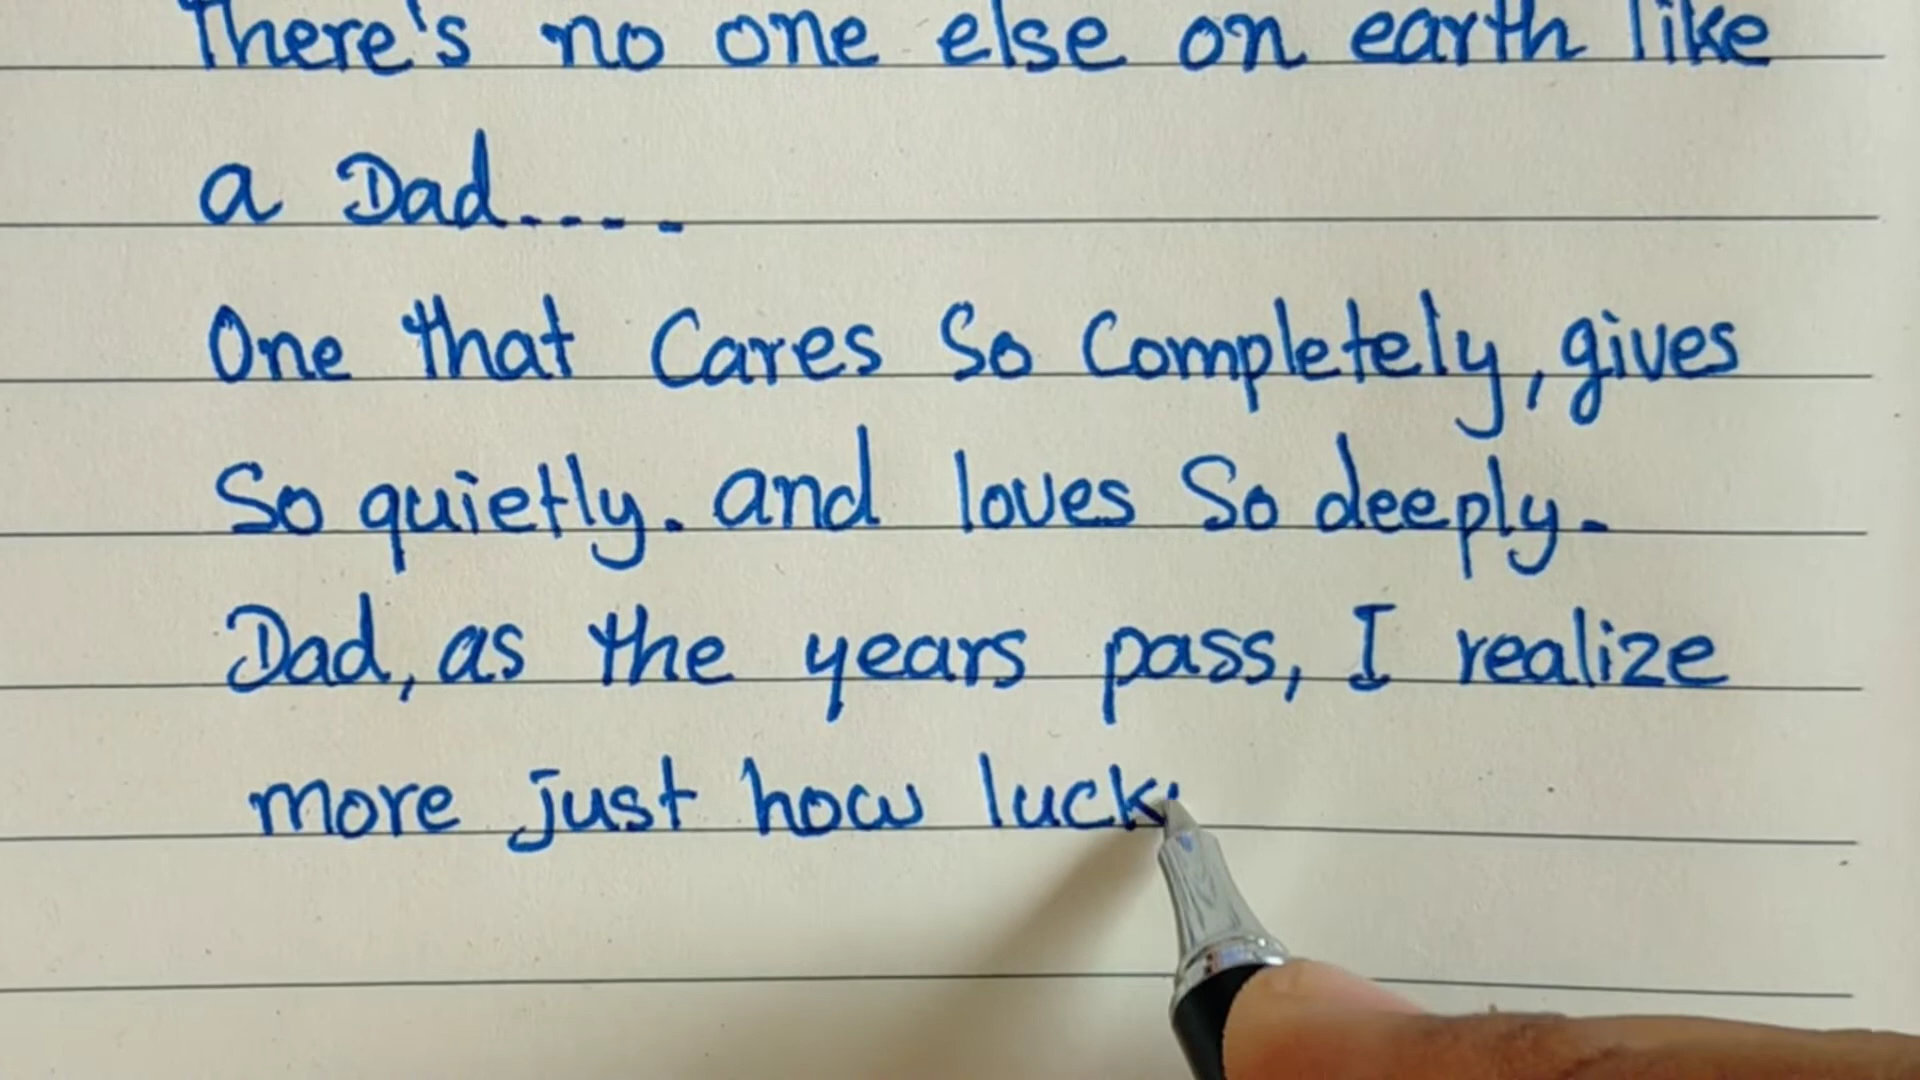 There's no one else on earth like
a Dad....
One that Cares So Completely, gives
So quietly. and loves So deeply.
Dad, as the years pass, I realize
more just how luck